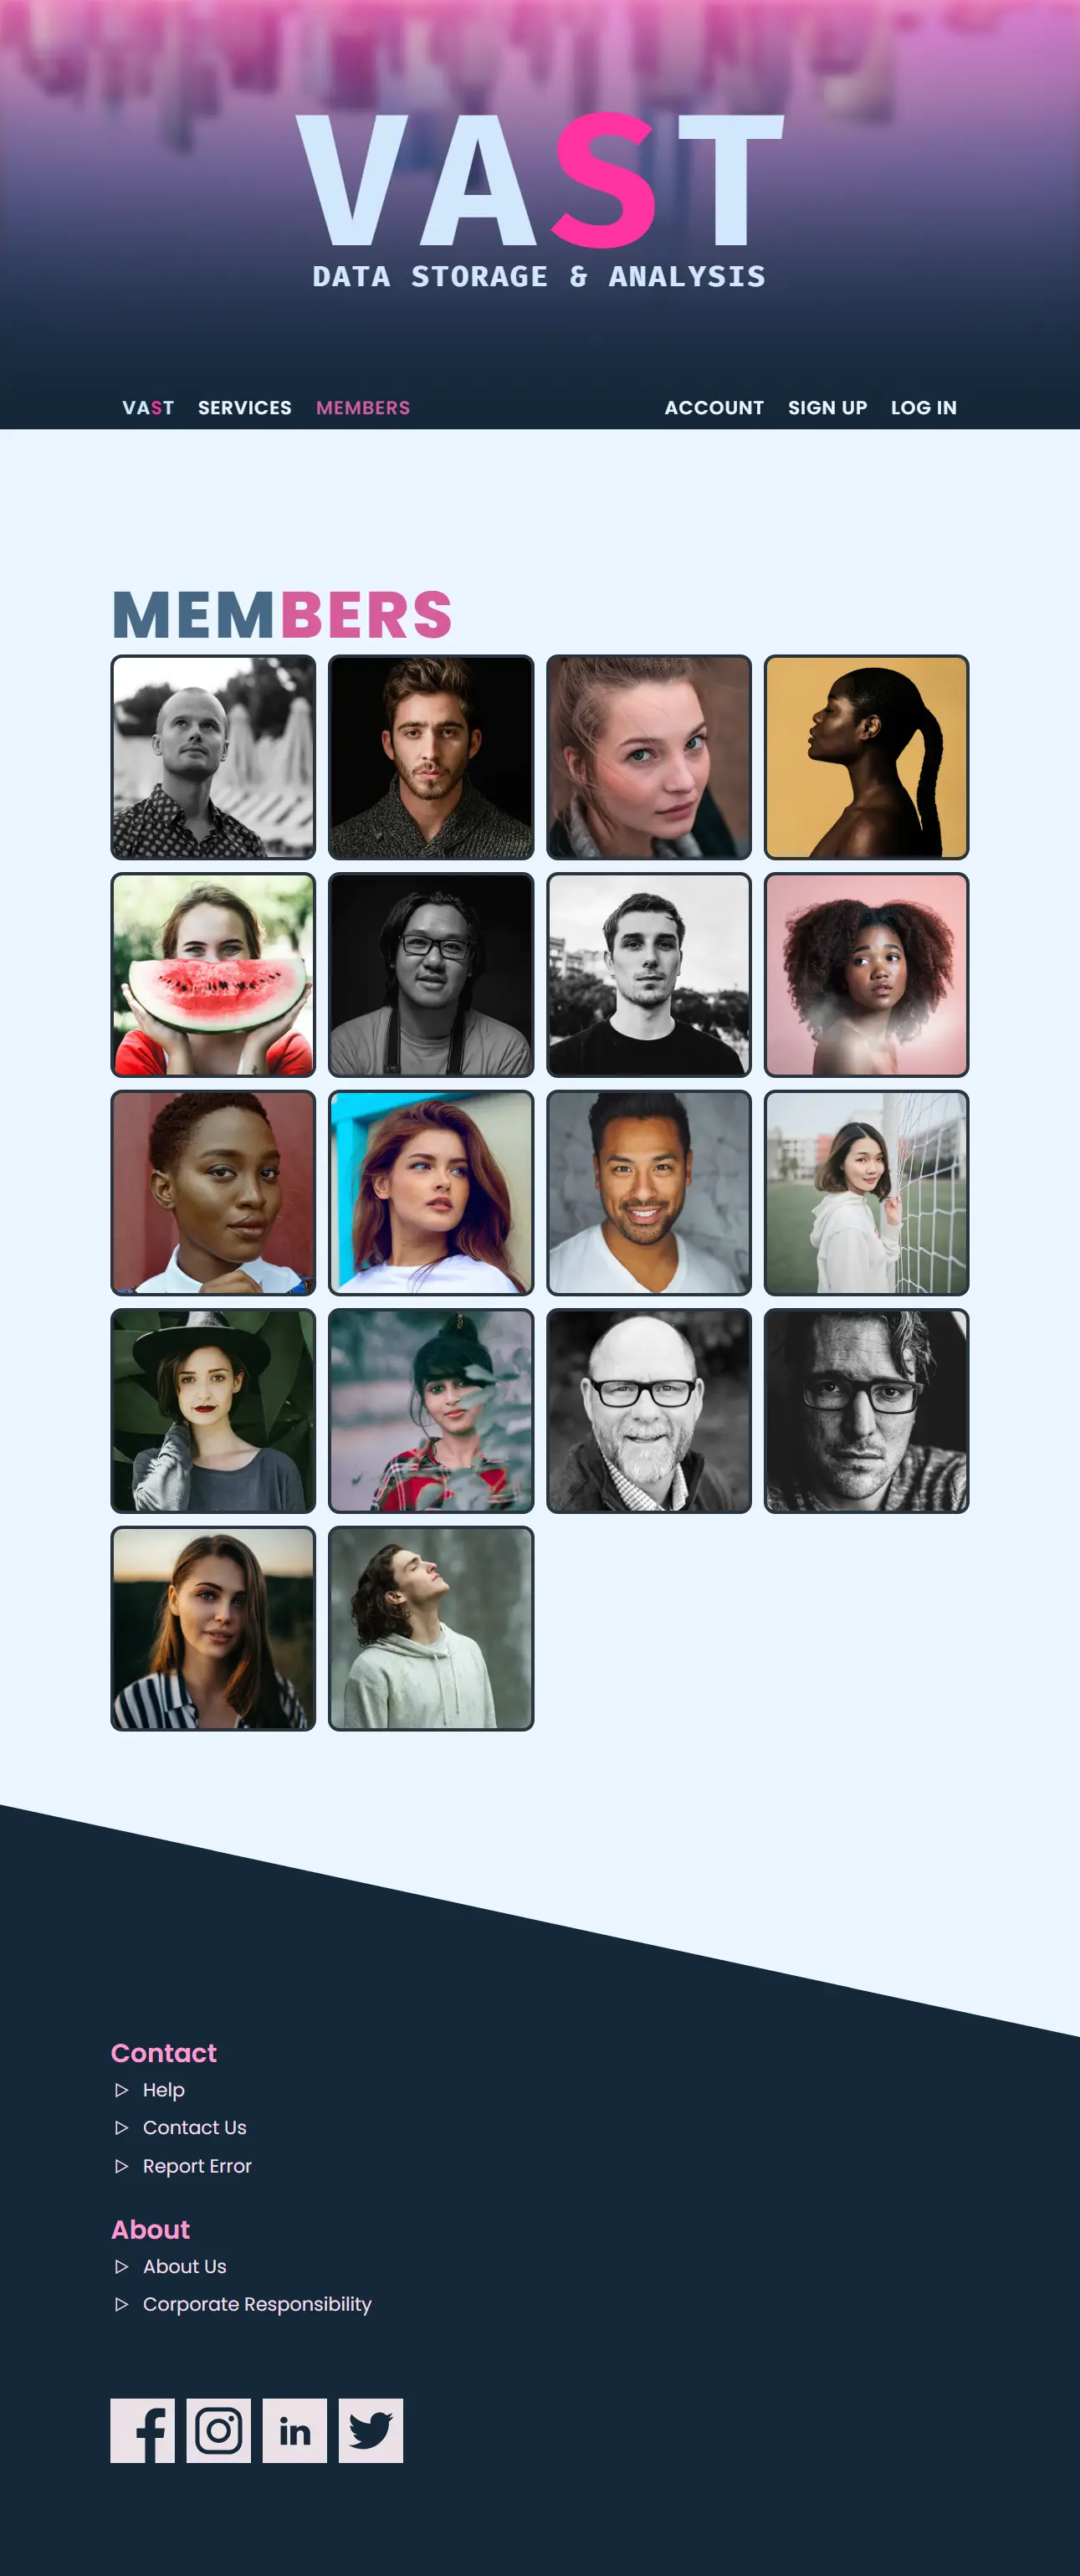 VAST
DATA STORAGE & ANALYSIS
VAST SERVICES MEMBERS ACCOUNT SIGN UP LOG IN
MEMBERS
Contact
Help
Contact Us
Report Error
About
About Us
Corporate Responsibility